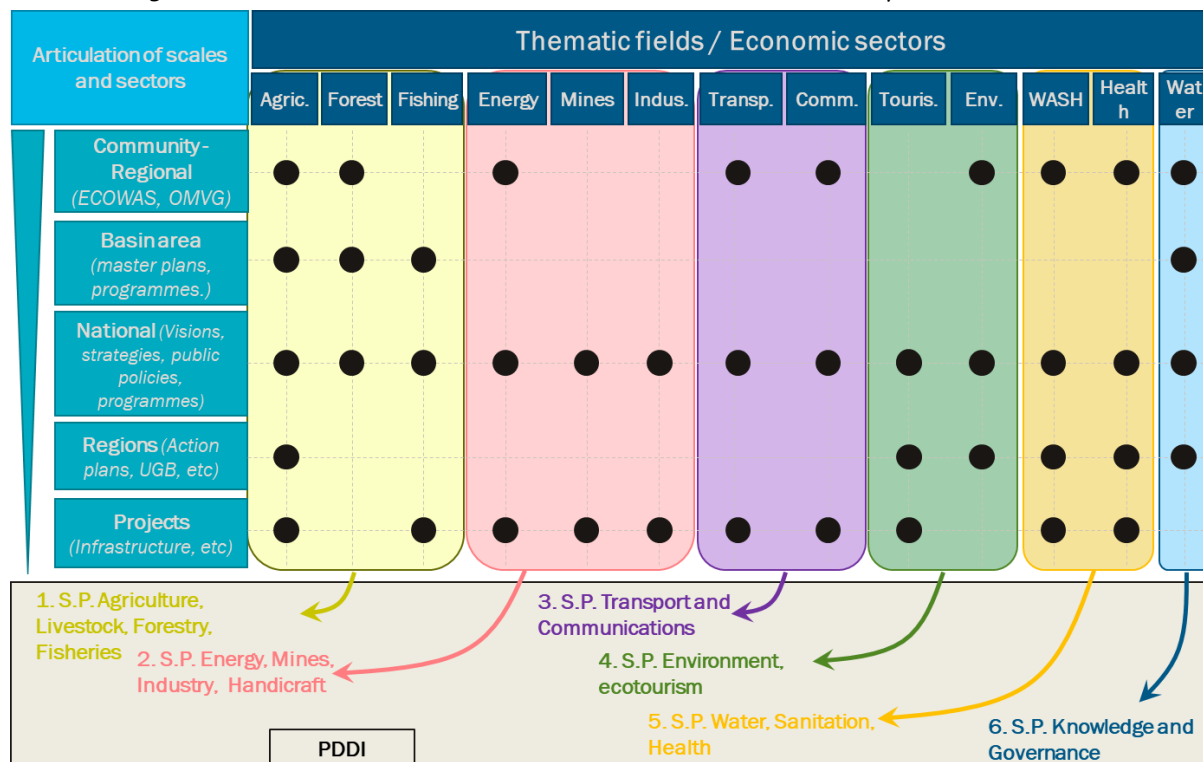 Thematic fields / Economic sectors
Articulation of scales
and sectors
Agric.
Forest
Fishing
Energy
Mines
Indus.
Transp.
Comm.
Touris.
Env.
WASH
Healt
h
Wat
er
Community-
Regional
(ECOWAS, OMVG)
Basin area
(master plans,
programmes.)
National (Visions,
strategies, public
policies,
programmes)
Regions (Action
plans, UGB, etc)
Projects
(Infrastructure, etc)
1. S.P. Agriculture,
Livestock, Forestry,
Fisheries
2. S.P. Energy, Mines,
Industry, Handicraft
3. S.P. Transport and
Communications
4. S.P. Environment,
ecotourism
5. S.P. Water, Sanitation,
Health
6. S.P. Knowledge and
Governance
PDDI